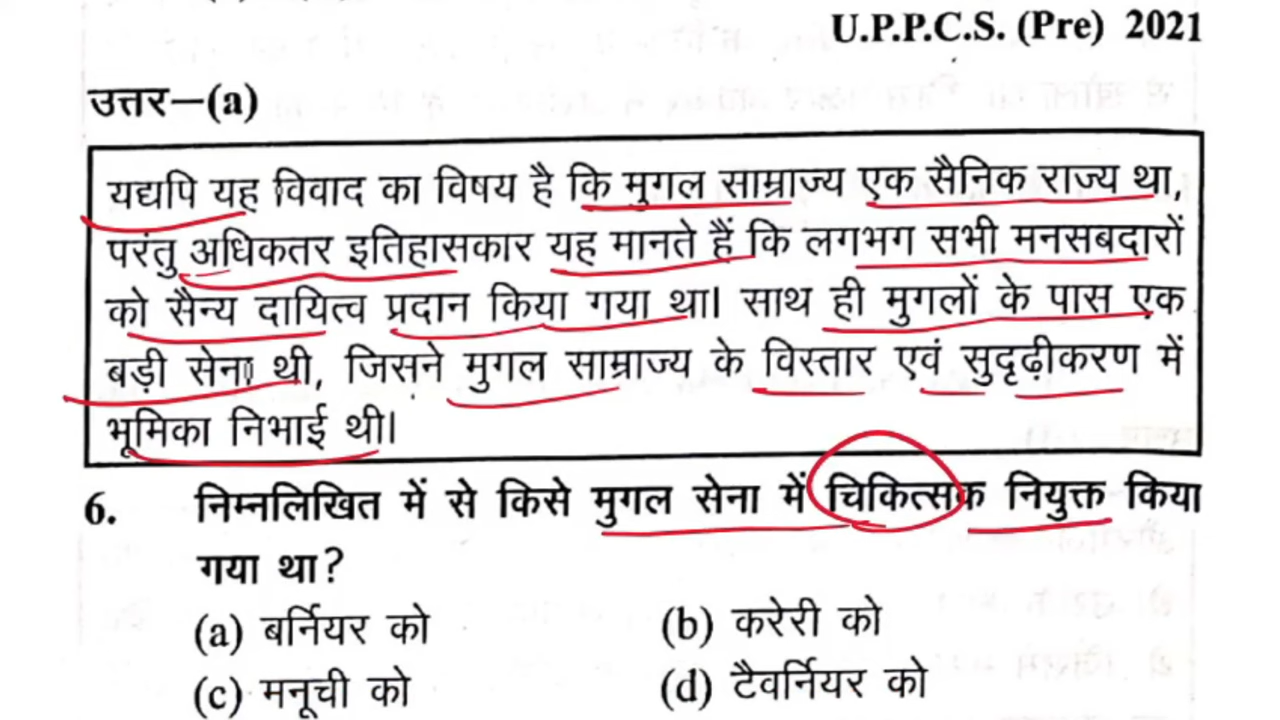 U.P.P.C.S. (Pre) 2021
उत्तर—(a)
यद्यपि यह विवाद का विषय है कि मुगल साम्राज्य एक सैनिक राज्य था,
परंतु अधिकतर इतिहासकार यह मानते हैं कि लगभग सभी मनसबदारों
को सैन्य दायित्व प्रदान किया गया था। साथ ही मुगलों के पास एक
बड़ी सेना थी, जिसने मुगल साम्राज्य के विस्तार एवं सुदृढ़ीकरण में
भूमिका निभाई थी।
6. निम्नलिखित में से किसे मुगल सेना में चिकित्सक नियुक्त किया
गया था?
(a) बर्नियर को (b) करेरी को
(c) मनूची को (d) टैवर्नियर को